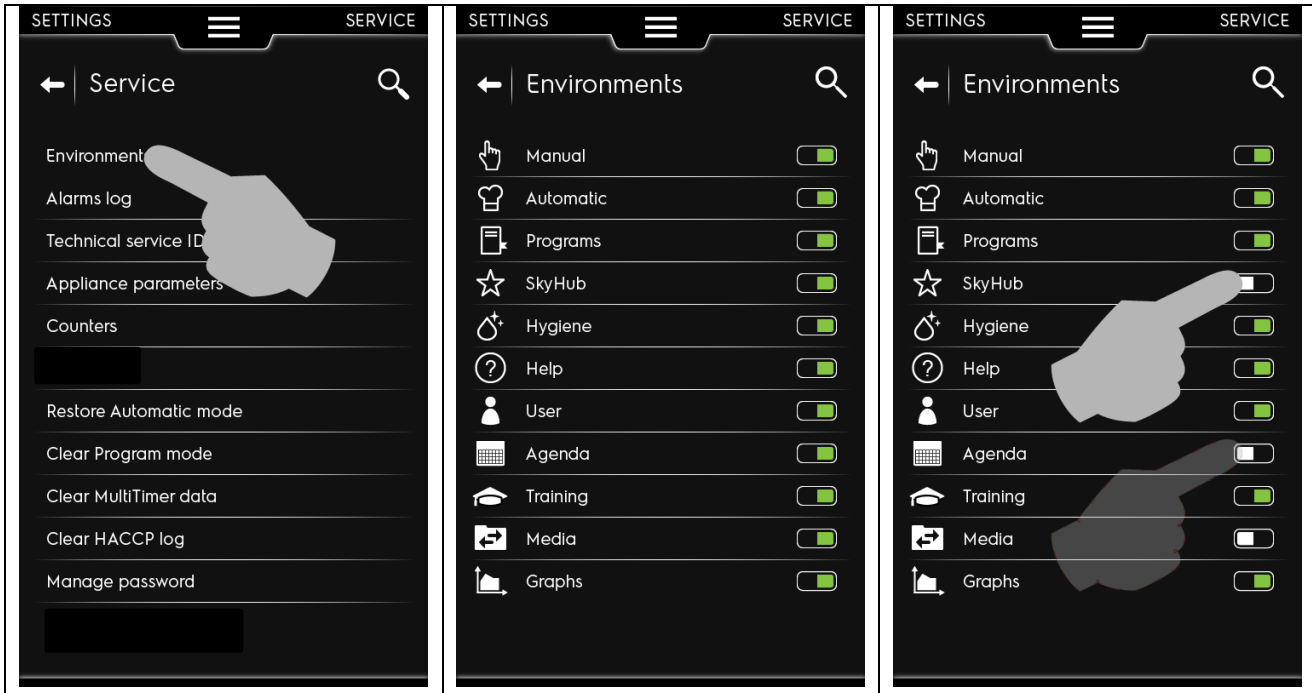 SETTINGS SERVICE
Service
Environment
Alarms log
Technical service ID
Appliance parameters
Counters
Restore Automatic mode
Clear Program mode
Clear MultiTimer data
Clear HACCP log
Manage password
SETTINGS SERVICE
Environments
Manual
Automatic
Programs
SkyHub
Hygiene
? Help
User
Agenda
Training
Media
Graphs
SETTINGS SERVICE
Environments
Manual
Automatic
Programs
SkyHub
Hygiene
? Help
User
Agenda
Training
Media
Graphs